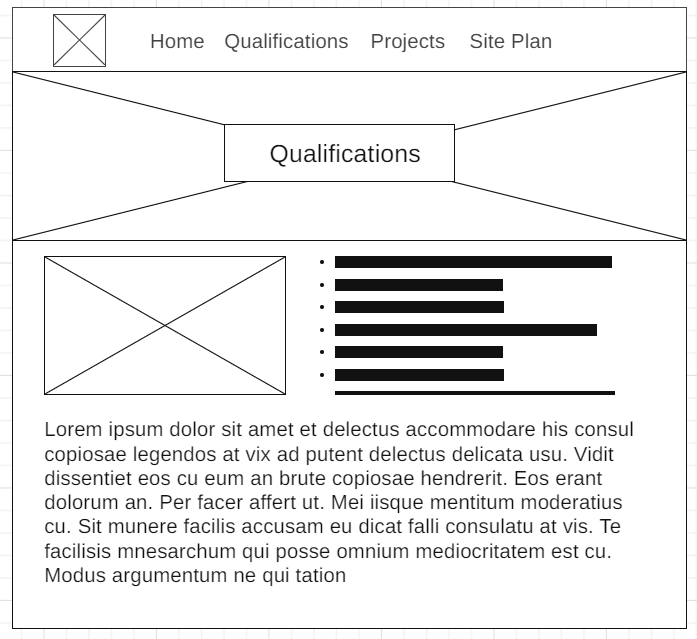 Home Qualifications Projects Site Plan
Qualifications
Lorem ipsum dolor sit amet et delectus accommodare his consul
copiosae legendos at vix ad putent delectus delicata usu. Vidit
dissentiet eos cu eum an brute copiosae hendrerit. Eos erant
dolorum an. Per facer affert ut. Mei iisque mentitum moderatius
cu. Sit munere facilis accusam eu dicat falli consulatu at vis. Te
facilisis mnesarchum qui posse omnium mediocritatem est cu.
Modus argumentum ne qui tation